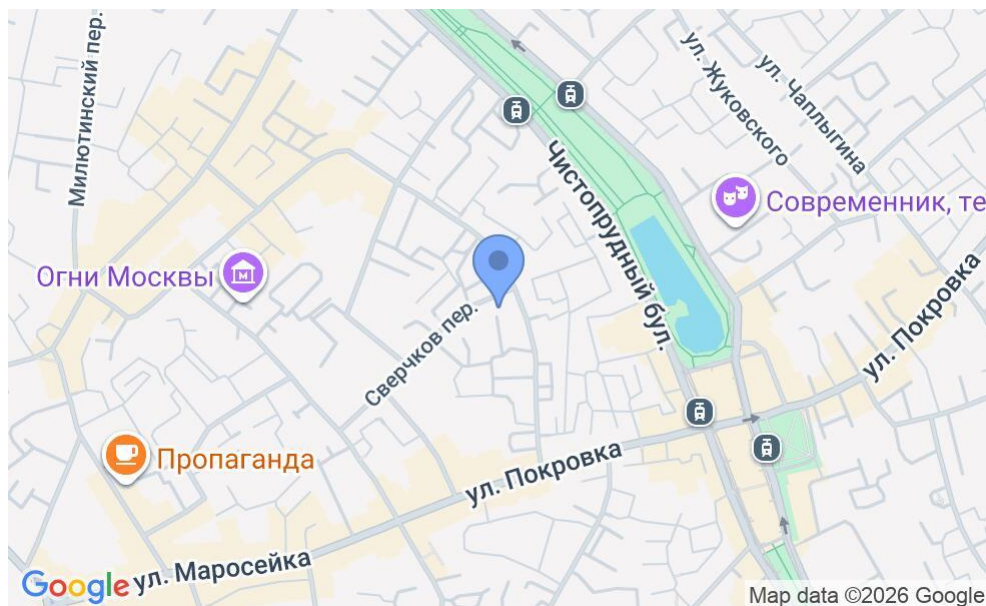 Милютинский пер.
ул. Жуковского
ул. Чаплыгина
Чистопрудный бул.
Современник, те
Огни Москвы
M
Сверчков пер.
ул. Покровка
Пропаганда
ул. Покровка
ул. Маросейка
Google
Map data ©2026 Google